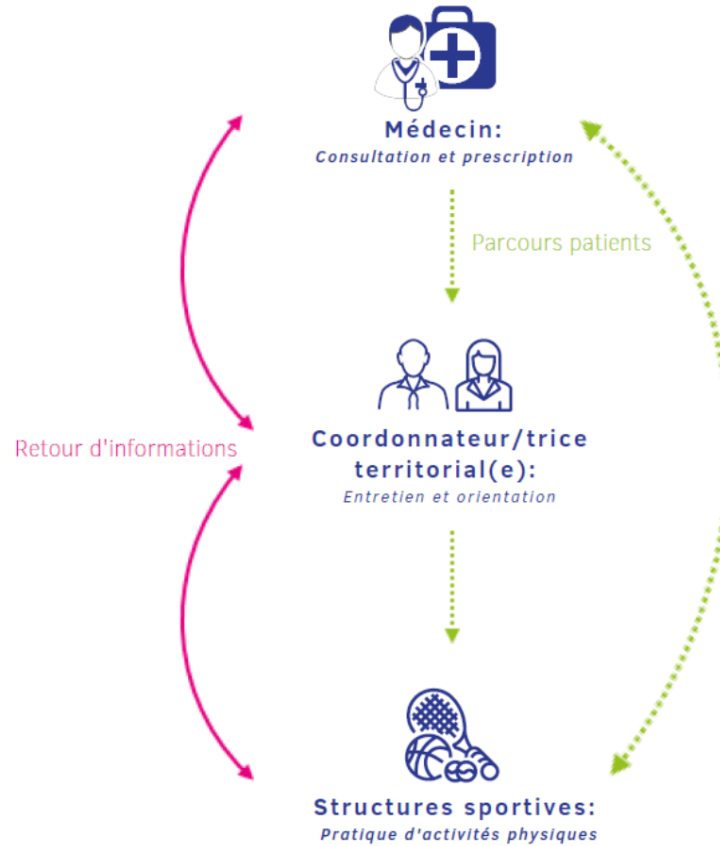 Médecin:
Consultation et prescription
Parcours patients
Retour d'informations
Coordonnateur/trice
territorial(e):
Entretien et orientation
Structures sportives:
Pratique d'activités physiques